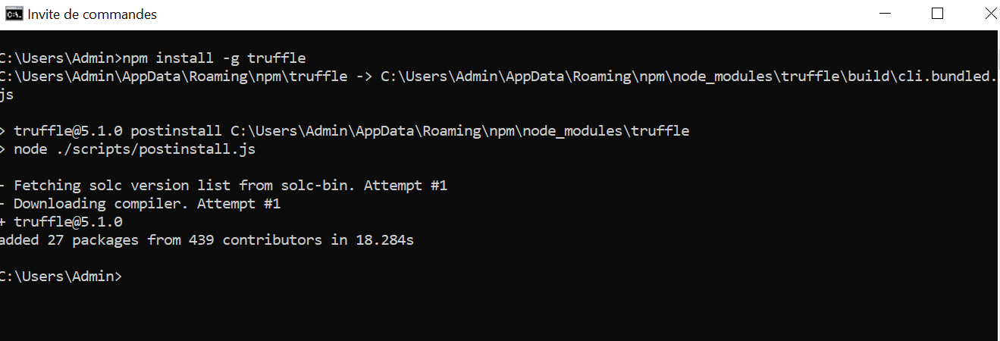 Invite de commandes
C:\Users\Admin>npm install -g truffle
C:\Users\Admin\AppData\Roaming\npm\truffle -> C:\Users\Admin\AppData\Roaming\npm\node_modules\truffle\build\cli.bundled.
js
> truffle@5.1.0 postinstall C:\Users\Admin\AppData\Roaming\npm\node_modules\truffle
> node ./scripts/postinstall.js
- Fetching solc version list from solc-bin. Attempt #1
- Downloading compiler. Attempt #1
+ truffle@5.1.0
added 27 packages from 439 contributors in 18.284s
C:\Users\Admin>